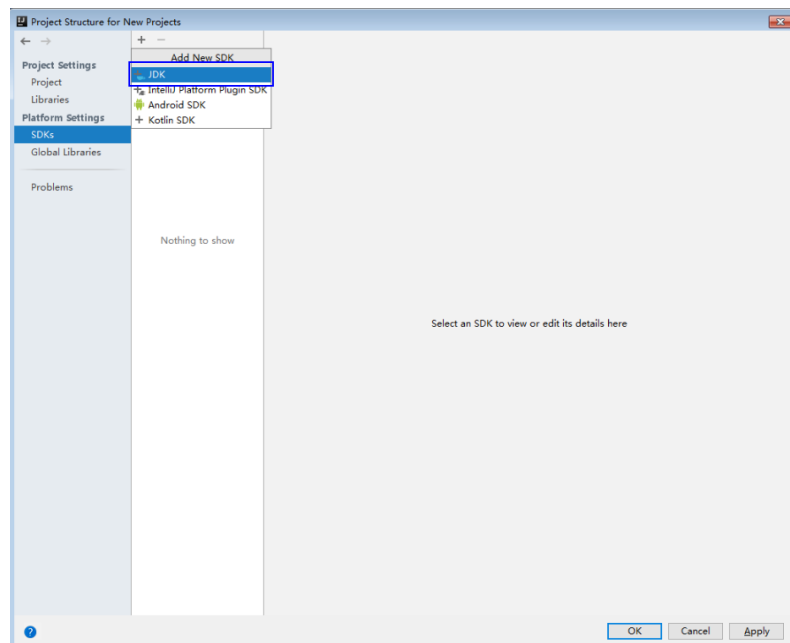 Project Structure for New Projects
Project Settings
Project
Libraries
Platform Settings
SDKs
Global Libraries
Problems
Add New SDK
JDK
IntelliJ Platform Plugin SDK
Android SDK
Kotlin SDK
Nothing to show
Select an SDK to view or edit its details here
OK
Cancel
Apply